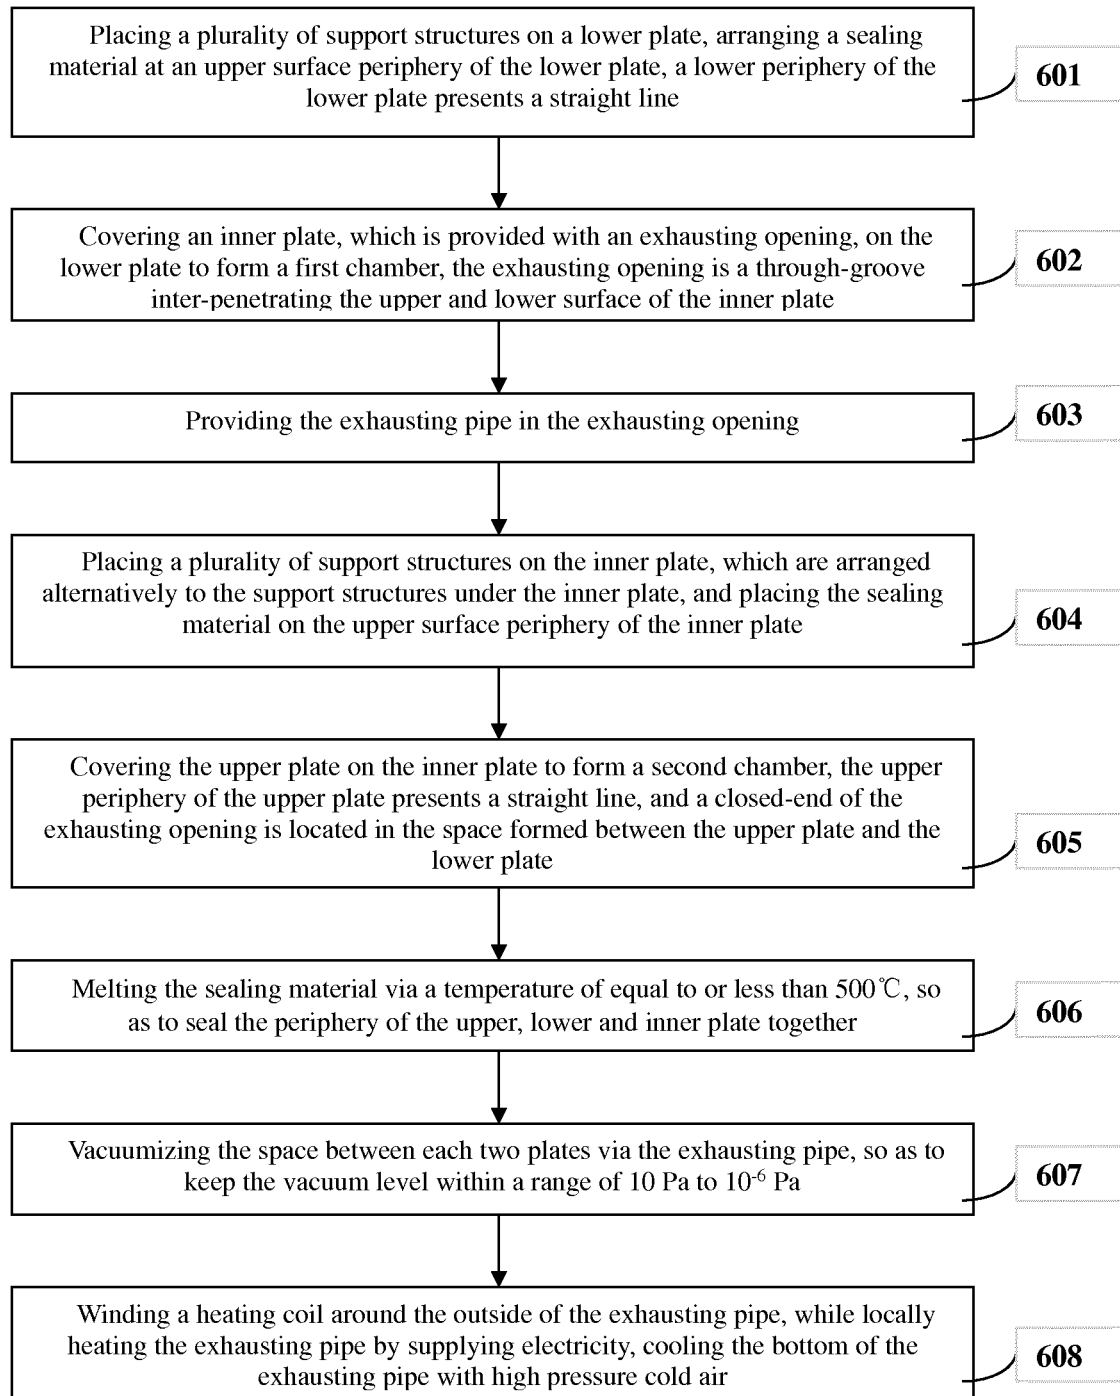 Placing a plurality of support structures on a lower plate, arranging a sealing
material at an upper surface periphery of the lower plate, a lower periphery of the
lower plate presents a straight line
601
Covering an inner plate, which is provided with an exhausting opening, on the
lower plate to form a first chamber, the exhausting opening is a through-groove
inter-penetrating the upper and lower surface of the inner plate
602
Providing the exhausting pipe in the exhausting opening
603
Placing a plurality of support structures on the inner plate, which are arranged
alternatively to the support structures under the inner plate, and placing the sealing
material on the upper surface periphery of the inner plate
604
Covering the upper plate on the inner plate to form a second chamber, the upper
periphery of the upper plate presents a straight line, and a closed-end of the
exhausting opening is located in the space formed between the upper plate and the
lower plate
605
Melting the sealing material via a temperature of equal to or less than 500℃, so
as to seal the periphery of the upper, lower and inner plate together
606
Vacuumizing the space between each two plates via the exhausting pipe, so as to
keep the vacuum level within a range of 10 Pa to 10⁻⁶ Pa
607
Winding a heating coil around the outside of the exhausting pipe, while locally
heating the exhausting pipe by supplying electricity, cooling the bottom of the
exhausting pipe with high pressure cold air
608